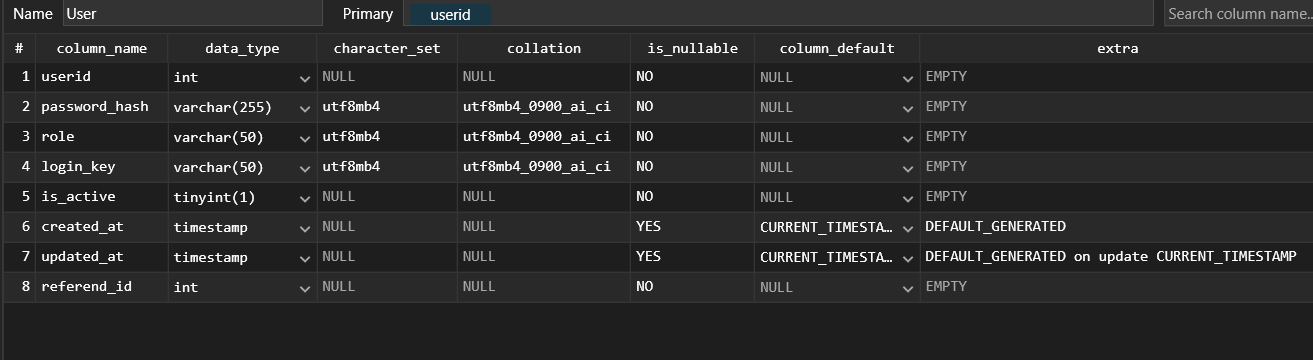 Name User Primary userid Search column name...
# column_name data_type character_set collation is_nullable column_default extra
1 userid int NULL NULL NO NULL EMPTY
2 password_hash varchar(255) utf8mb4 utf8mb4_0900_ai_ci NO NULL EMPTY
3 role varchar(50) utf8mb4 utf8mb4_0900_ai_ci NO NULL EMPTY
4 login_key varchar(50) utf8mb4 utf8mb4_0900_ai_ci NO NULL EMPTY
5 is_active tinyint(1) NULL NULL NO NULL EMPTY
6 created_at timestamp NULL NULL YES CURRENT_TIMESTA… DEFAULT_GENERATED
7 updated_at timestamp NULL NULL YES CURRENT_TIMESTA… DEFAULT_GENERATED on update CURRENT_TIMESTAMP
8 referend_id int NULL NULL NO NULL EMPTY